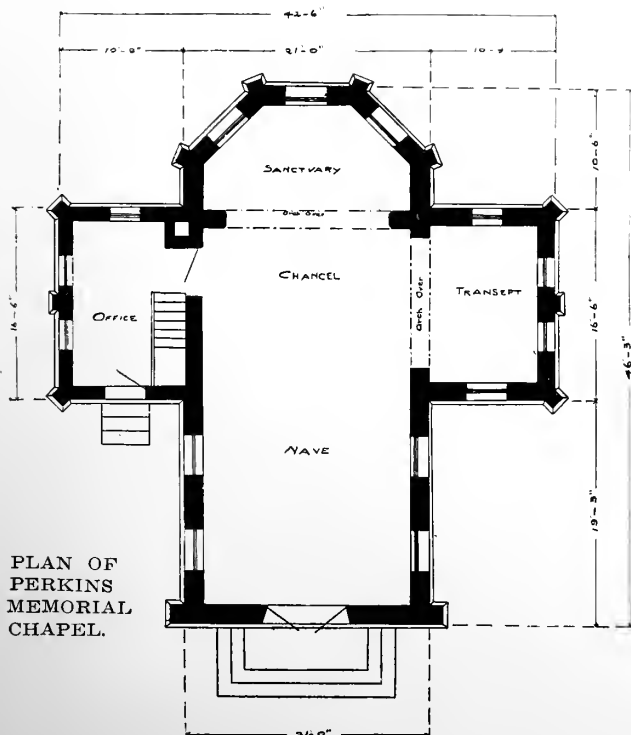 42-6"
10'-9" 21'-0" 10-9
SANCTUARY
10-6"
Arch Over
CHANCEL
Arch Over
TRANSEPT
OFFICE
16-6"
16-6"
46-3"
NAVE
19-3"
PLAN OF
PERKINS
MEMORIAL
CHAPEL.
21-0"